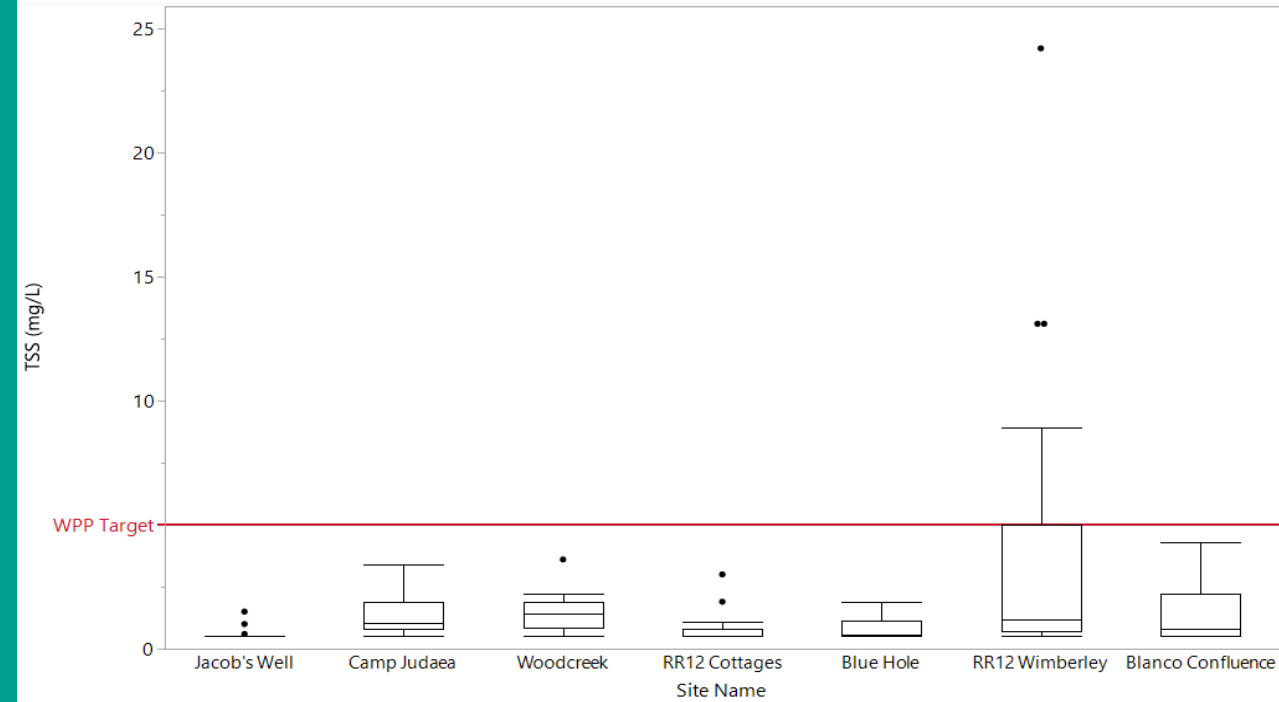 25
20
15
10
WPP Target
0
TSS (mg/L)
Jacob's Well Camp Judaea Woodcreek RR12 Cottages Blue Hole RR12 Wimberley Blanco Confluence
Site Name